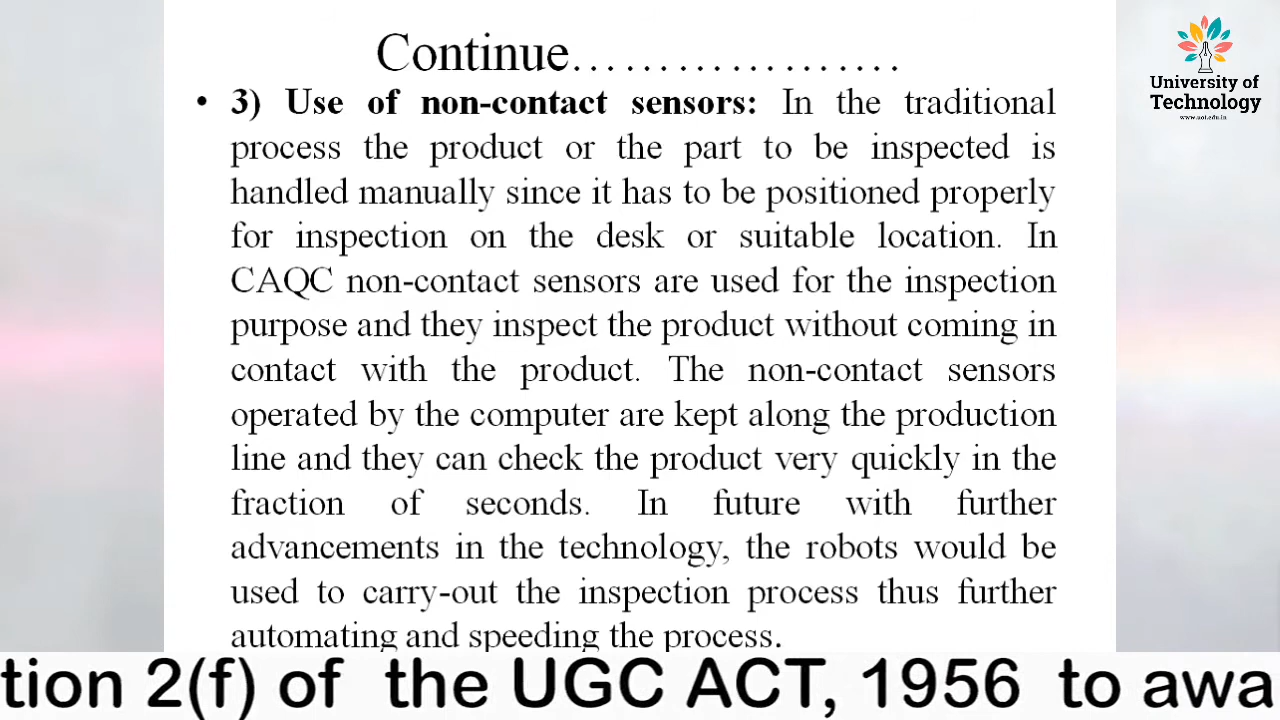 Continue...................
• 3) Use of non-contact sensors: In the traditional
process the product or the part to be inspected is
handled manually since it has to be positioned properly
for inspection on the desk or suitable location. In
CAQC non-contact sensors are used for the inspection
purpose and they inspect the product without coming in
contact with the product. The non-contact sensors
operated by the computer are kept along the production
line and they can check the product very quickly in the
fraction of seconds. In future with further
advancements in the technology, the robots would be
used to carry-out the inspection process thus further
automating and speeding the process.
University of
Technology
www.uot.edu.in
tion 2(f) of the UGC ACT, 1956 to awa